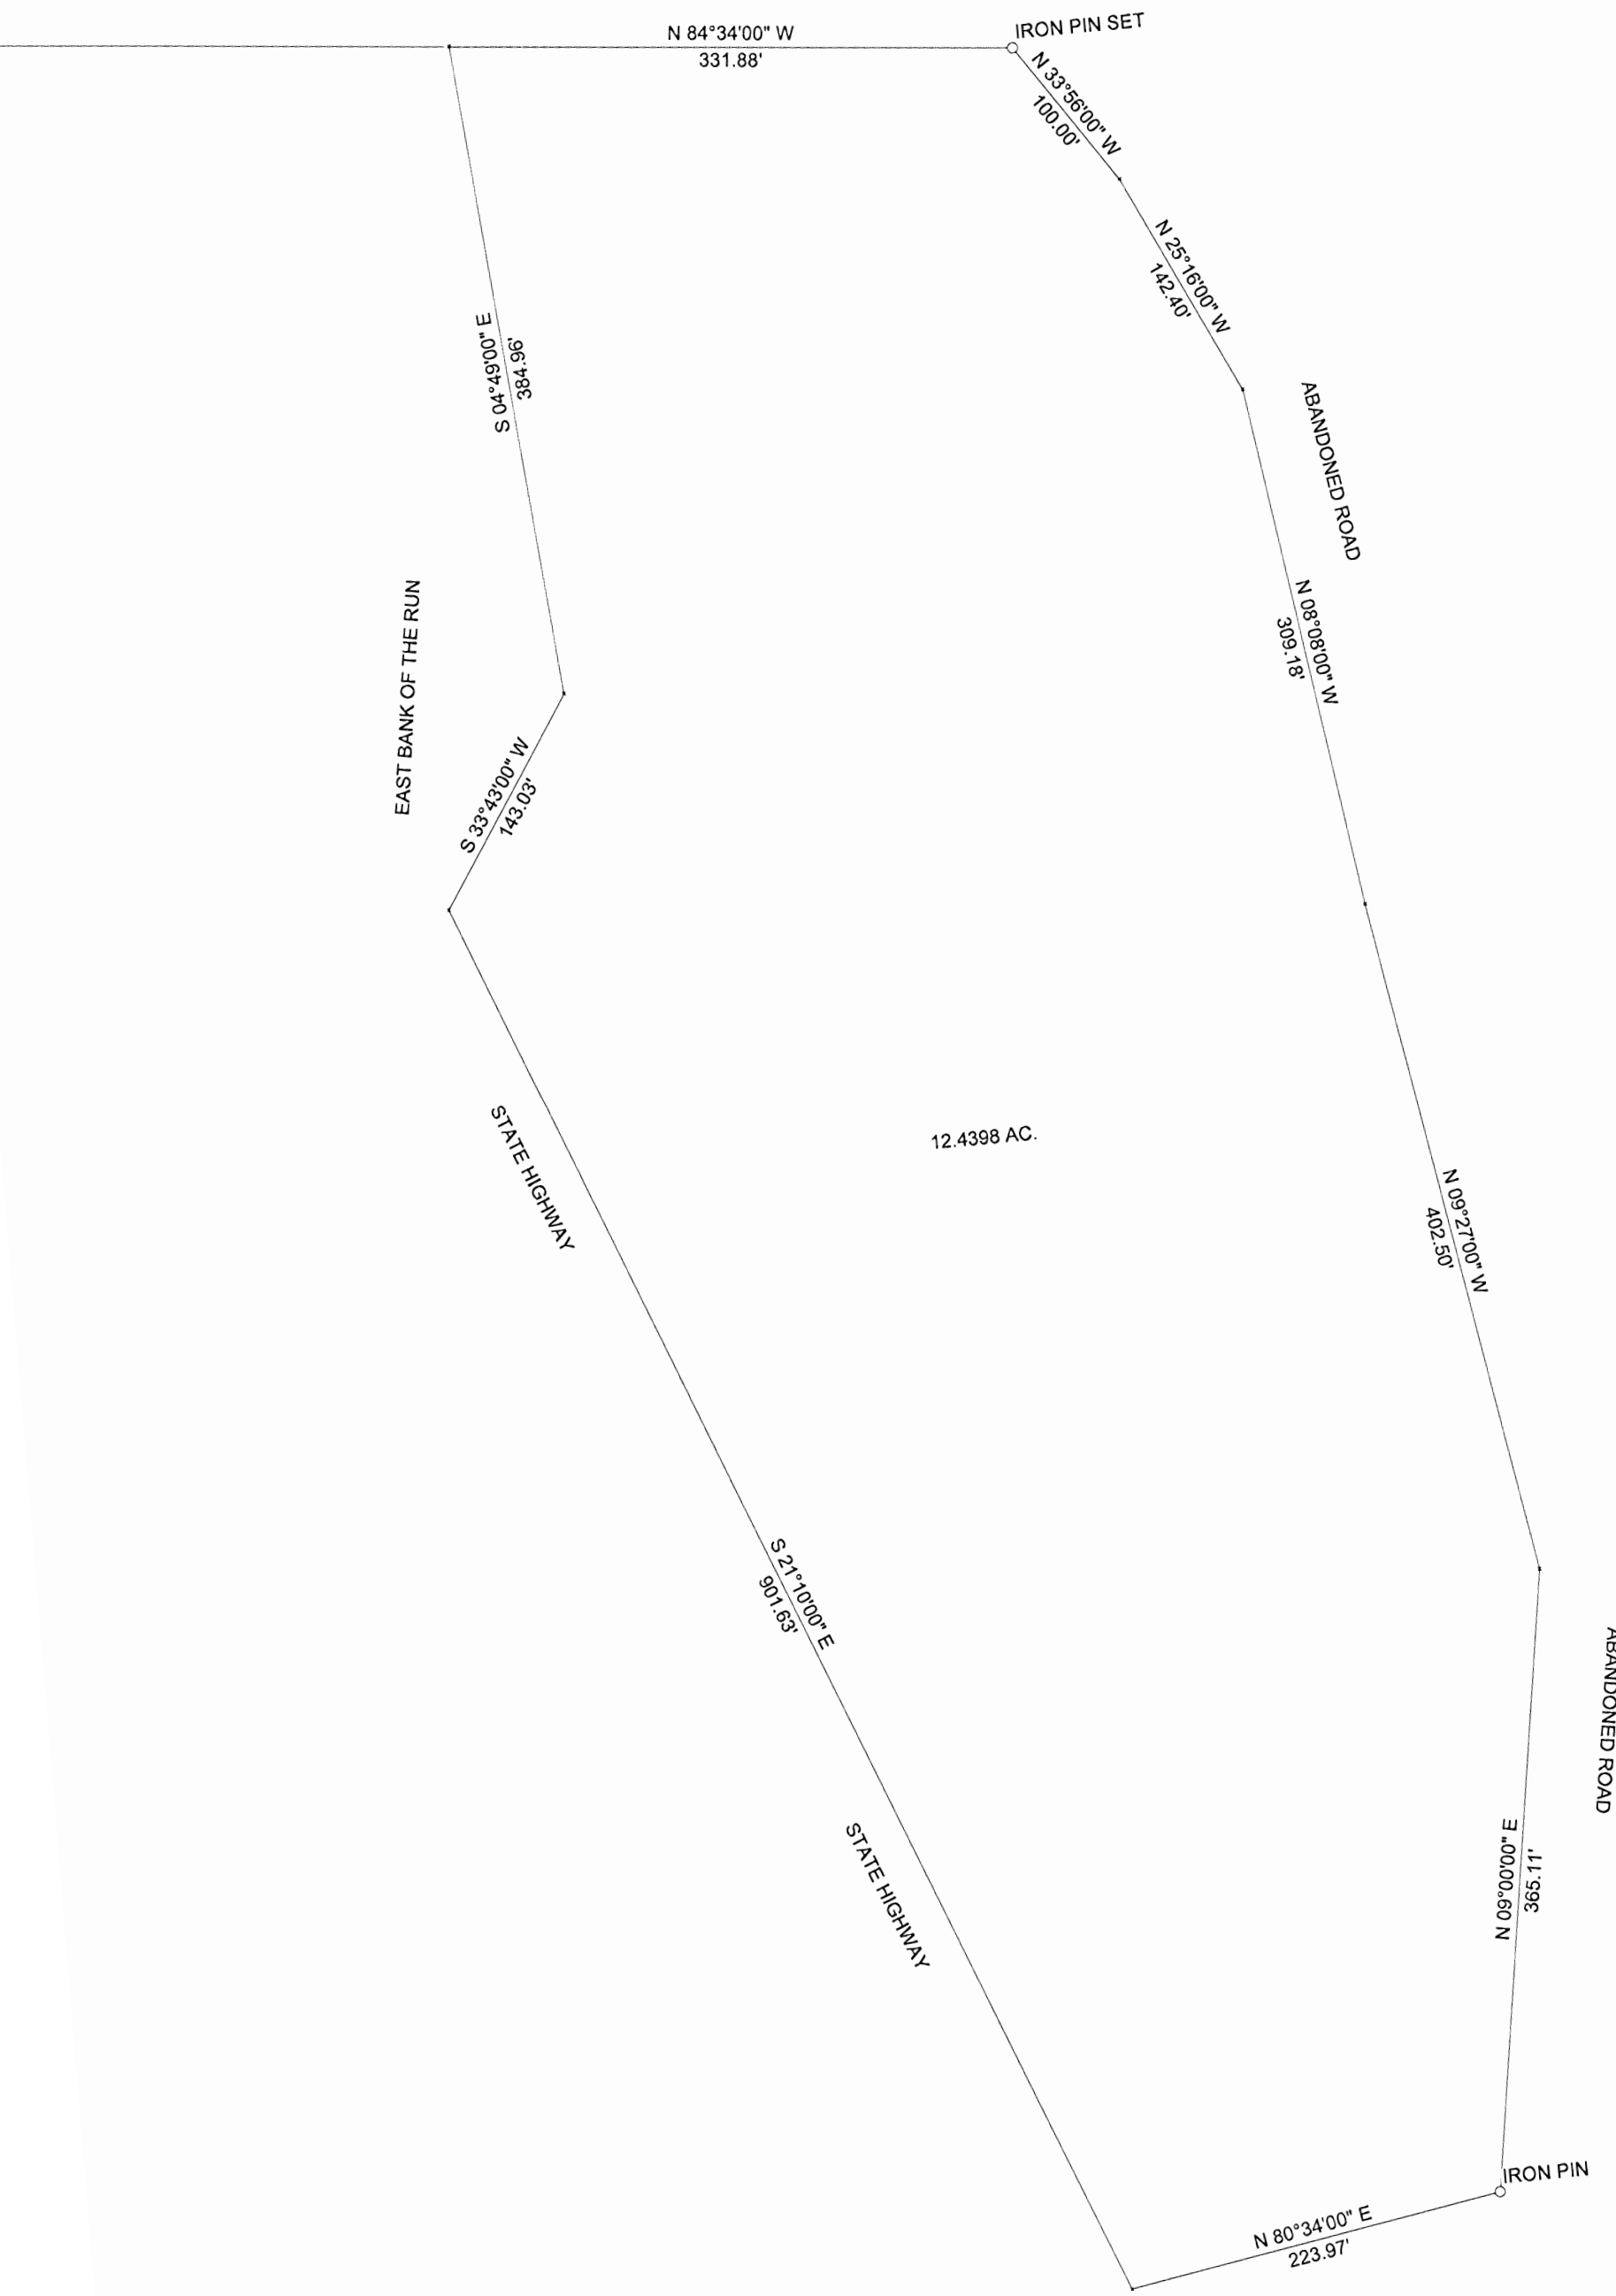 N 84°34'00" W
331.88'
IRON PIN SET
N 33°56'00" W
100.00'
N 25°16'00" W
142.40'
S 04°49'00" E
384.96'
ABANDONED ROAD
N 08°08'00" W
309.18'
EAST BANK OF THE RUN
S 33°43'00" W
143.03'
STATE HIGHWAY
12.4398 AC.
N 09°27'00" W
402.50'
S 21°10'00" E
901.63'
ABANDONED ROAD
STATE HIGHWAY
N 09°00'00" E
365.11'
IRON PIN
N 80°34'00" E
223.97'